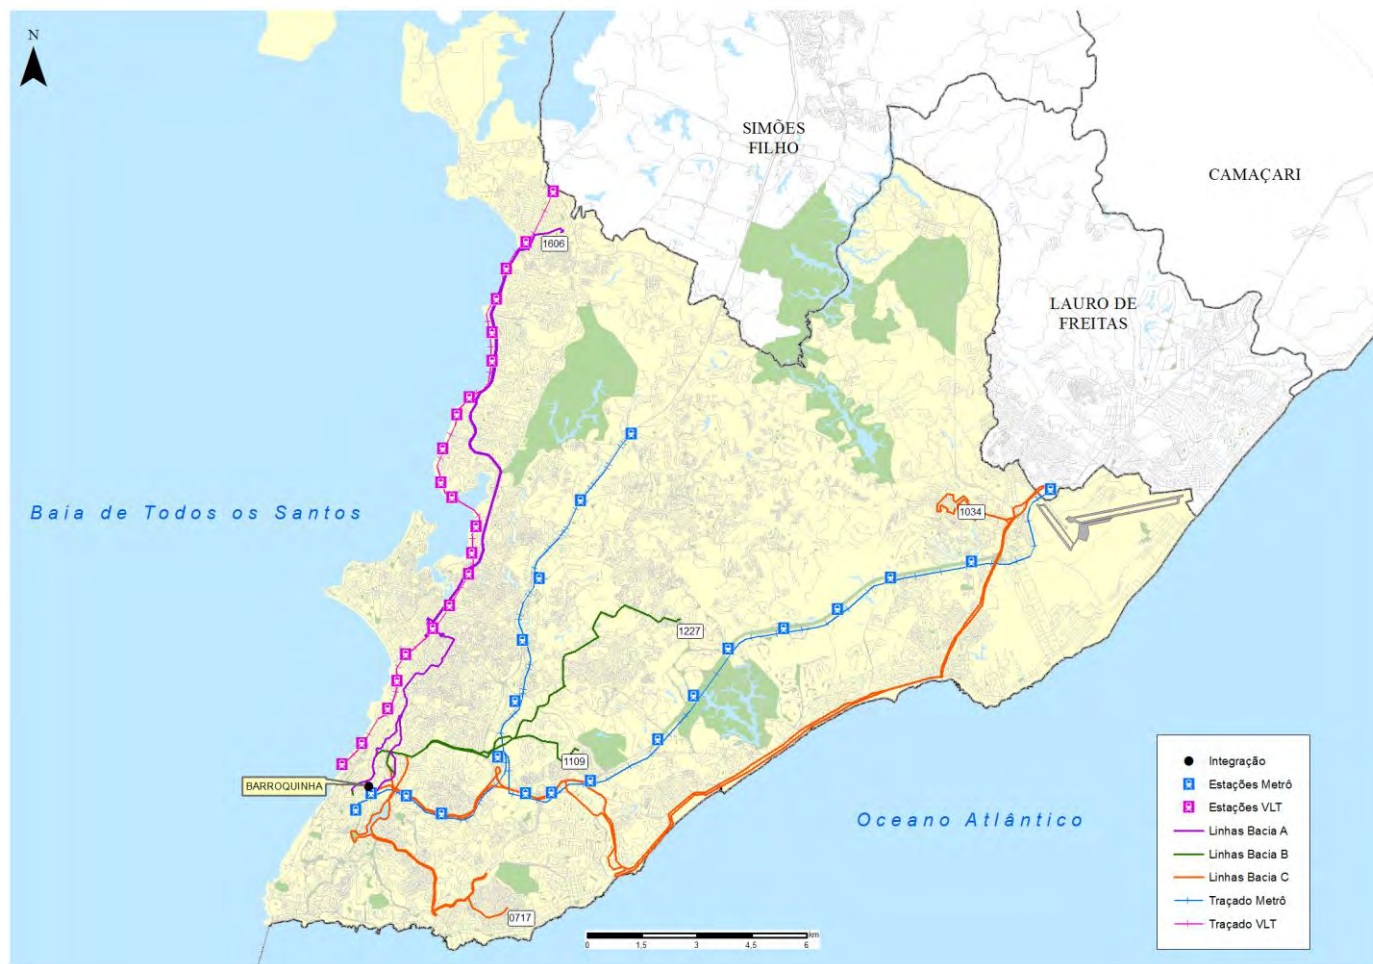 N
SIMÕES
FILHO
CAMAÇARI
1606
LAURO DE
FREITAS
Baía de Todos os Santos
1034
1227
1109
BARROQUINHA
Oceano Atlântico
0717
Integração
Estações Metrô
Estações VLT
Linhas Bacia A
Linhas Bacia B
Linhas Bacia C
Traçado Metrô
Traçado VLT
km
0 1,5 3 4,5 6